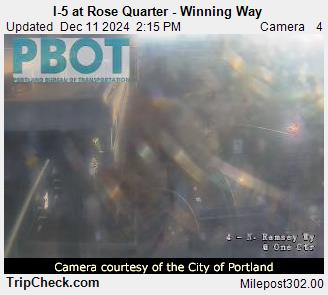 I-5 at Rose Quarter - Winning Way
Updated Dec 11 2024 2:15 PM Camera 4
PBOT
PORTLAND BUREAU OF TRANSPORTATION
4 - N. Ramsey Wy
@ One Ctr
Camera courtesy of the City of Portland
TripCheck.com Milepost302.00